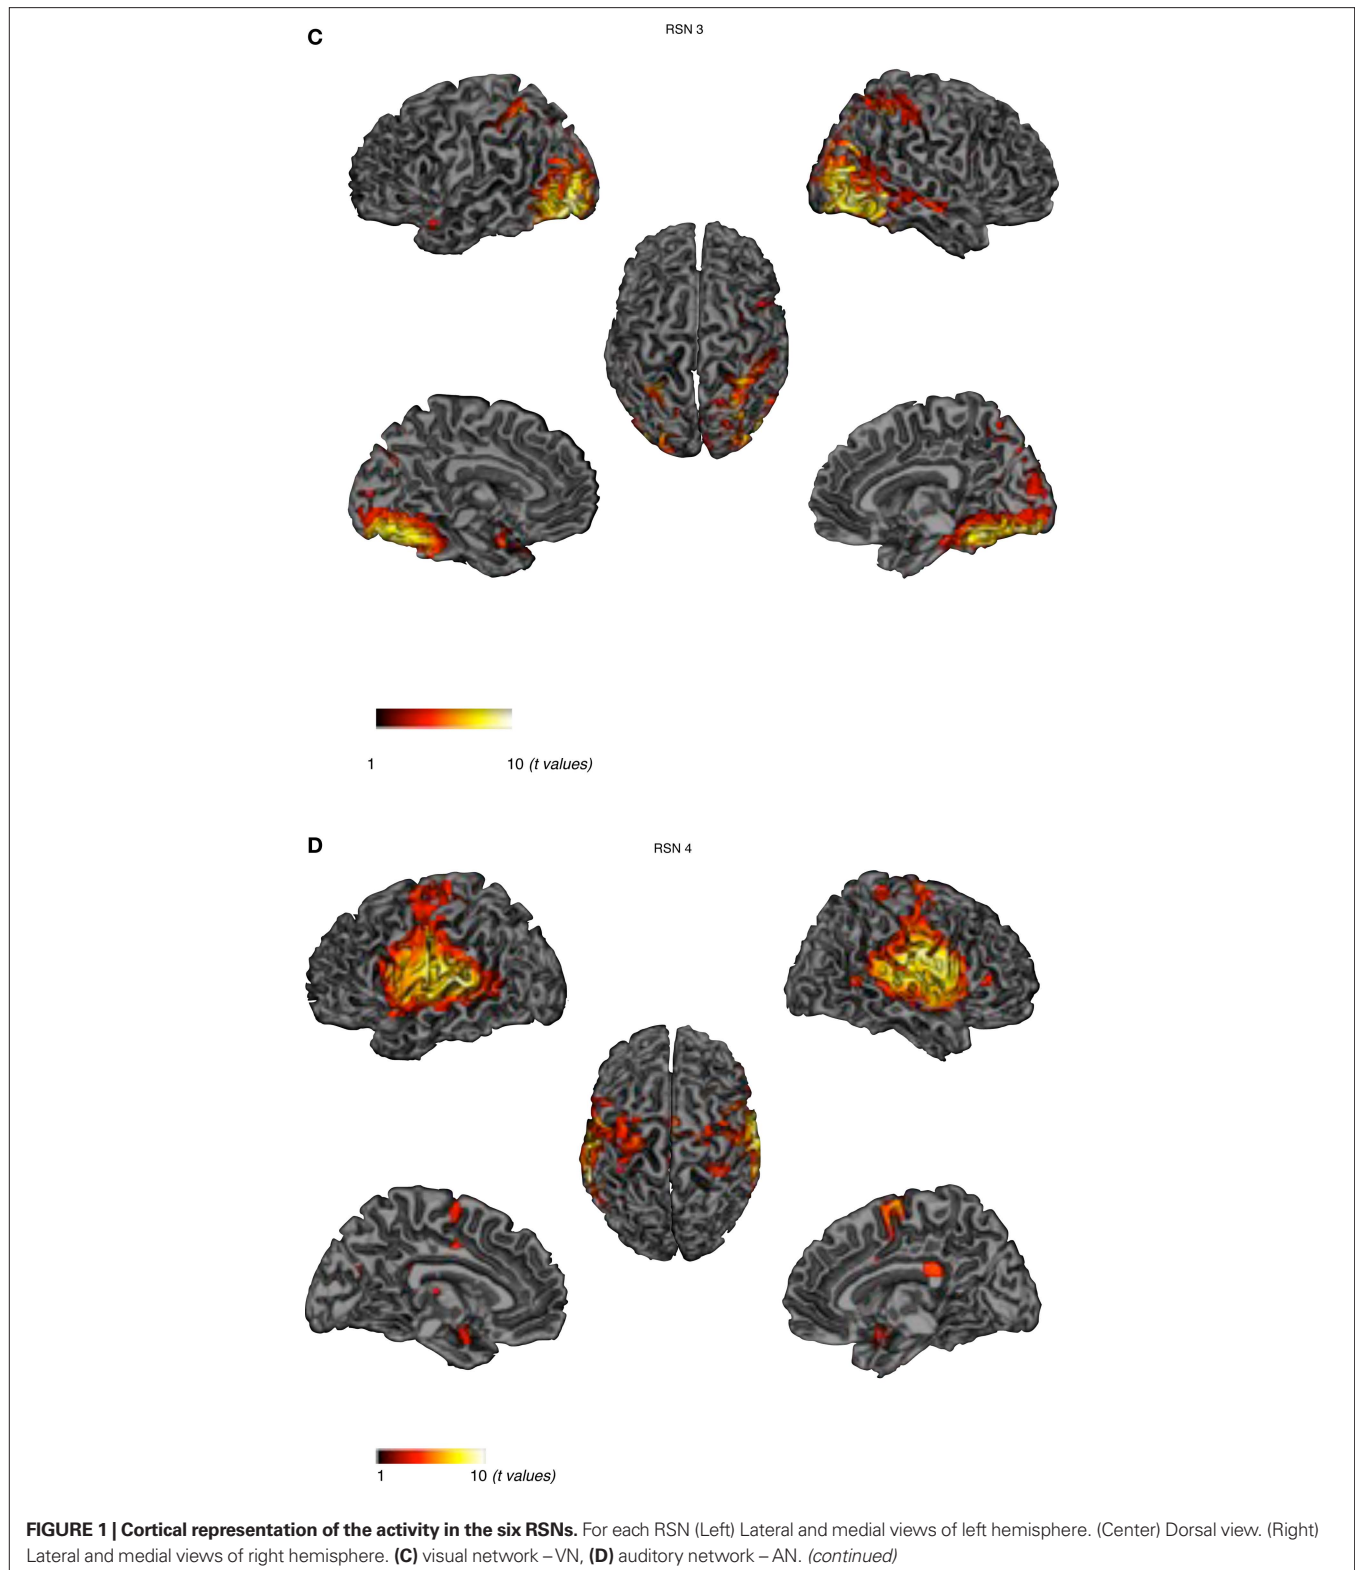 C
RSN 3
1 10 (t values)
D
RSN 4
1 10 (t values)
FIGURE 1 | Cortical representation of the activity in the six RSNs. For each RSN (Left) Lateral and medial views of left hemisphere. (Center) Dorsal view. (Right)
Lateral and medial views of right hemisphere. (C) visual network – VN, (D) auditory network – AN. (continued)